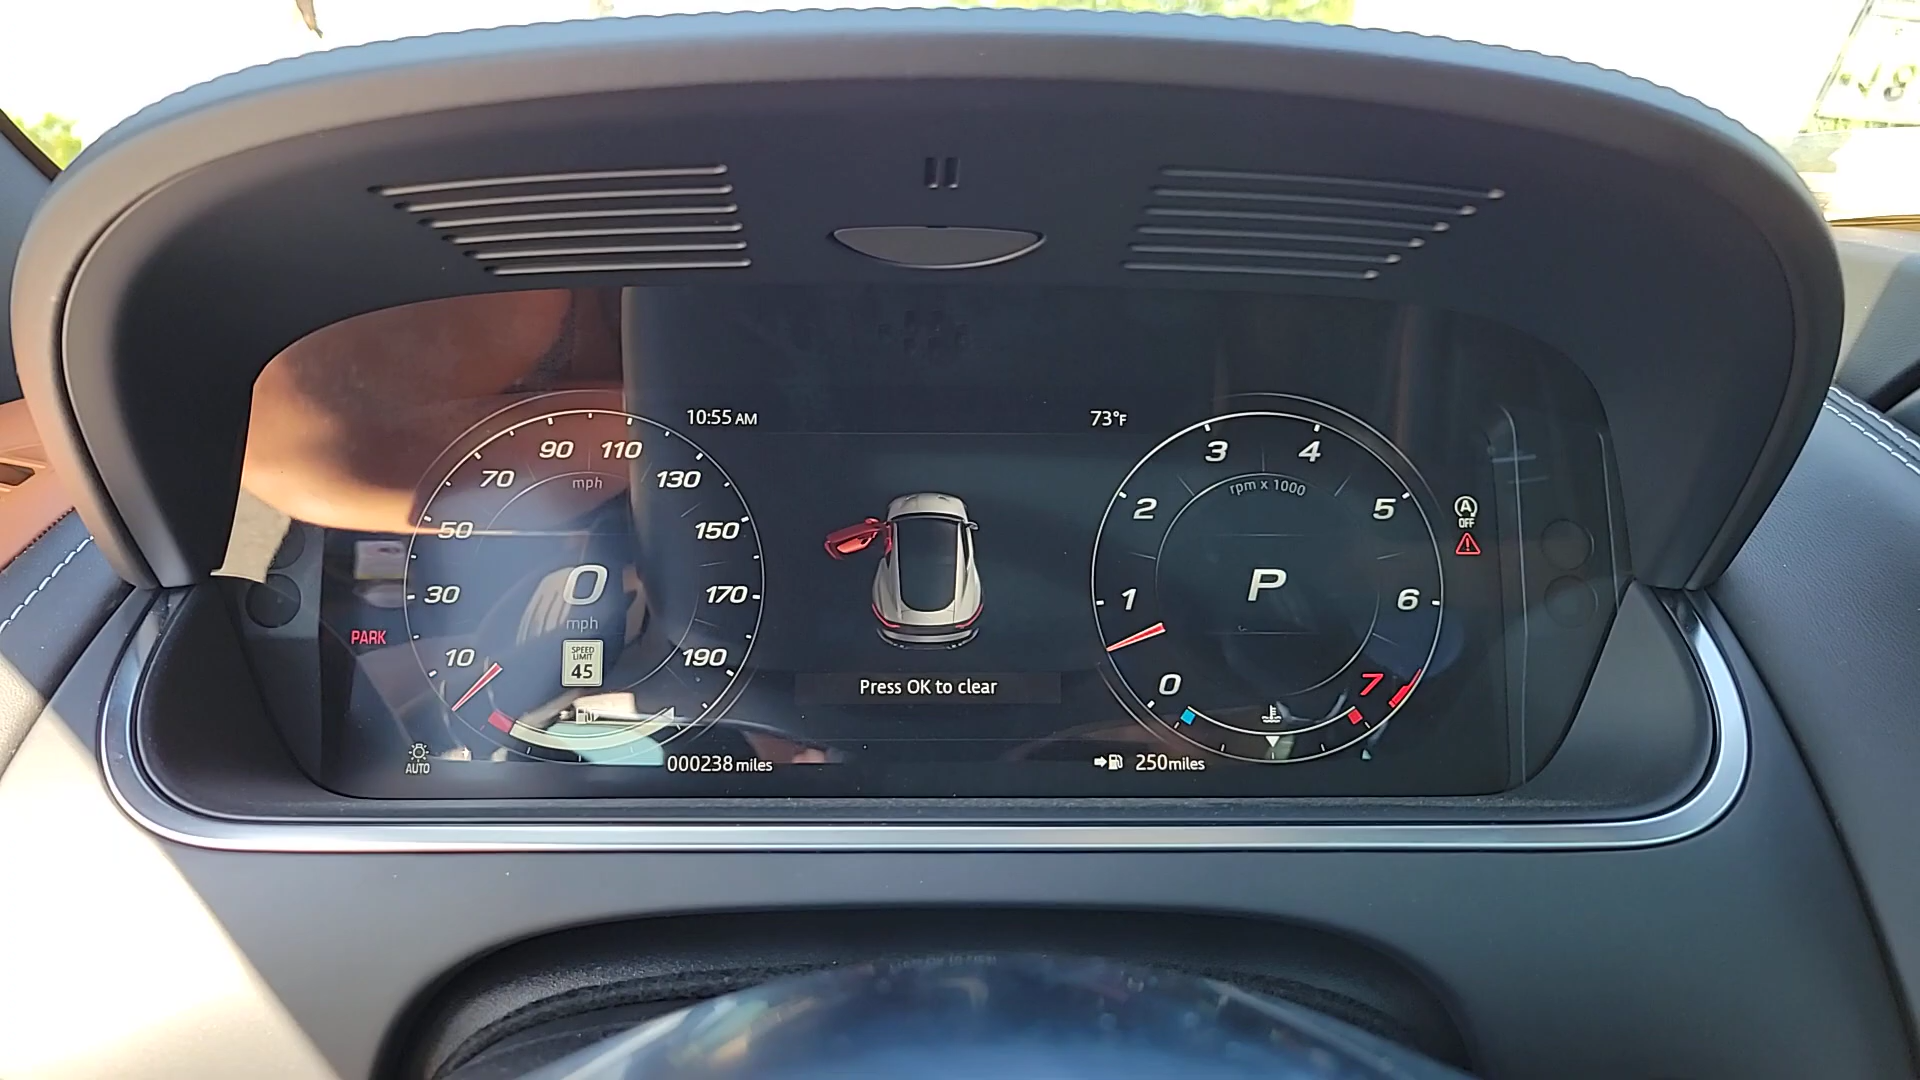 10:55 AM
73°F
90 110
3 4
70 mph 130
rpm x 1000
2 5
50 150
A
OFF
0
P
30 170
1 6
mph
PARK
SPEED
LIMIT
45
10 190
0 7
Press OK to clear
AUTO
000238 miles
250miles